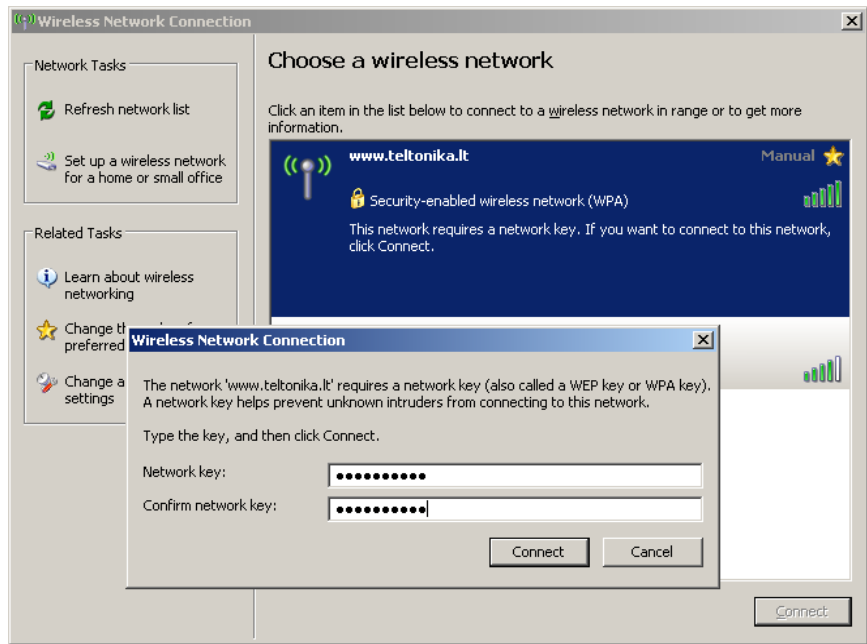 Wireless Network Connection
Network Tasks
Refresh network list
Set up a wireless network
for a home or small office
Related Tasks
Learn about wireless
networking
Change th
preferred
Change a
settings
Choose a wireless network
Click an item in the list below to connect to a wireless network in range or to get more
information.
www.teltonika.lt
Manual
Security-enabled wireless network (WPA)
This network requires a network key. If you want to connect to this network,
click Connect.
Wireless Network Connection
The network 'www.teltonika.lt' requires a network key (also called a WEP key or WPA key).
A network key helps prevent unknown intruders from connecting to this network.
Type the key, and then click Connect.
Network key: ●●●●●●●●●●
Confirm network key: ●●●●●●●●●●
Connect
Cancel
Connect